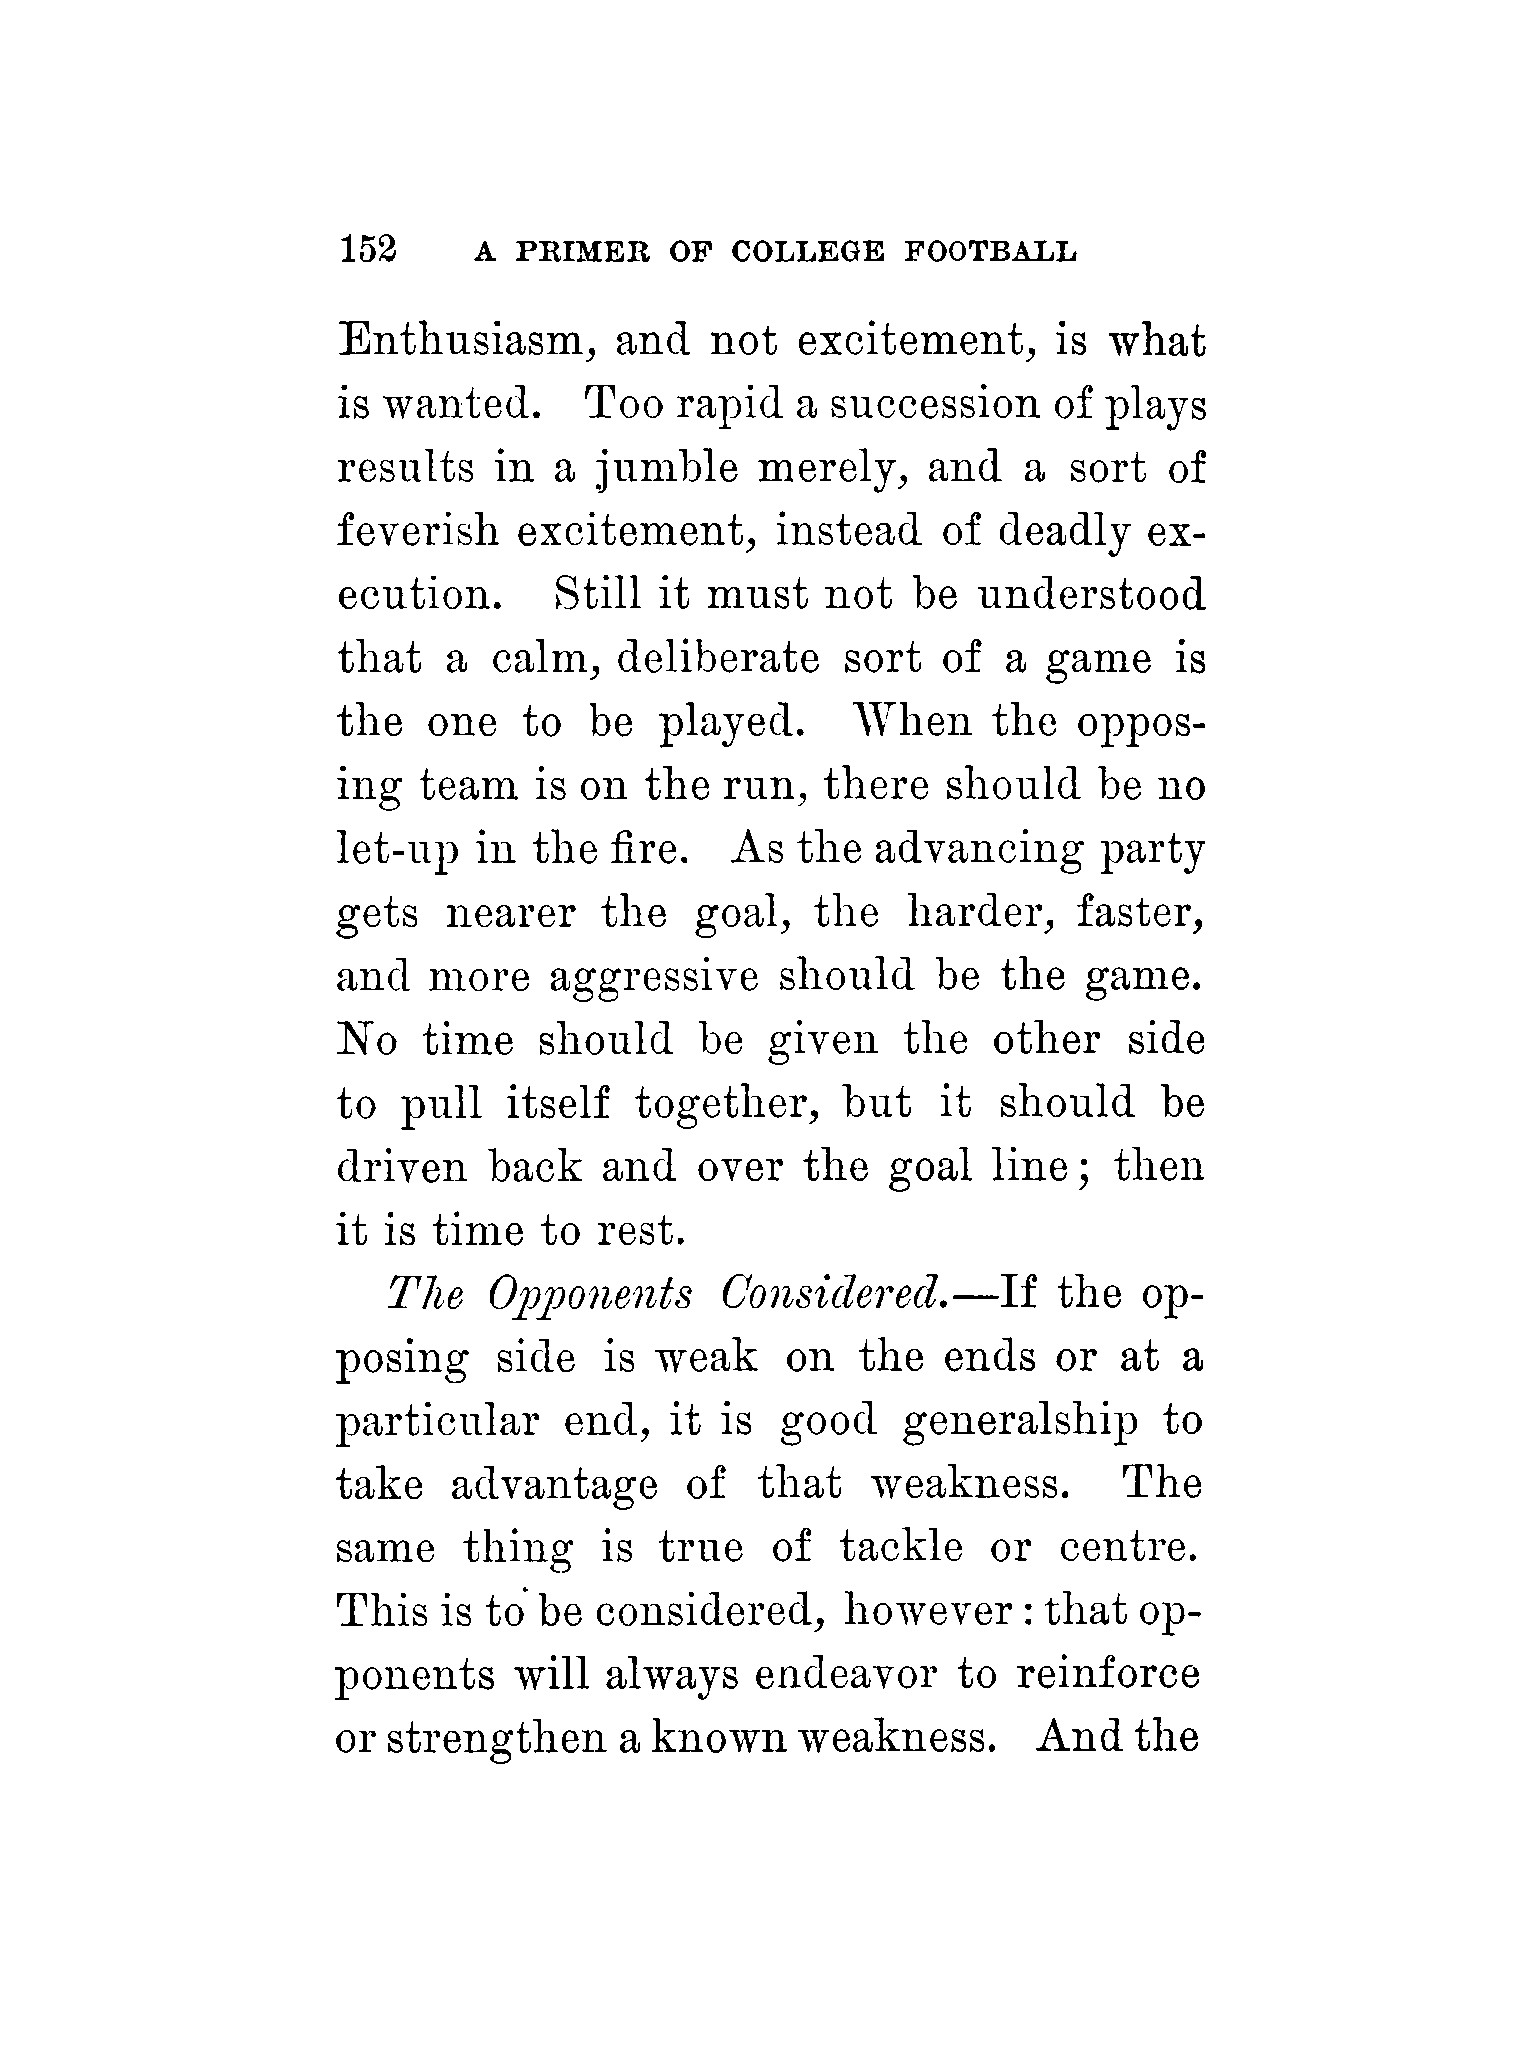 152 A PRIMER OF COLLEGE FOOTBALL
Enthusiasm, and not excitement, is what
is wanted. Too rapid a succession of plays
results in a jumble merely, and a sort of
feverish excitement, instead of deadly ex-
ecution. Still it must not be understood
that a calm, deliberate sort of a game is
the one to be played. When the oppos-
ing team is on the run, there should be no
let-up in the fire. As the advancing party
gets nearer the goal, the harder, faster,
and more aggressive should be the game.
No time should be given the other side
to pull itself together, but it should be
driven back and over the goal line; then
it is time to rest.
The Opponents Considered.—If the op-
posing side is weak on the ends or at a
particular end, it is good generalship to
take advantage of that weakness. The
same thing is true of tackle or centre.
This is to be considered, however: that op-
ponents will always endeavor to reinforce
or strengthen a known weakness. And the